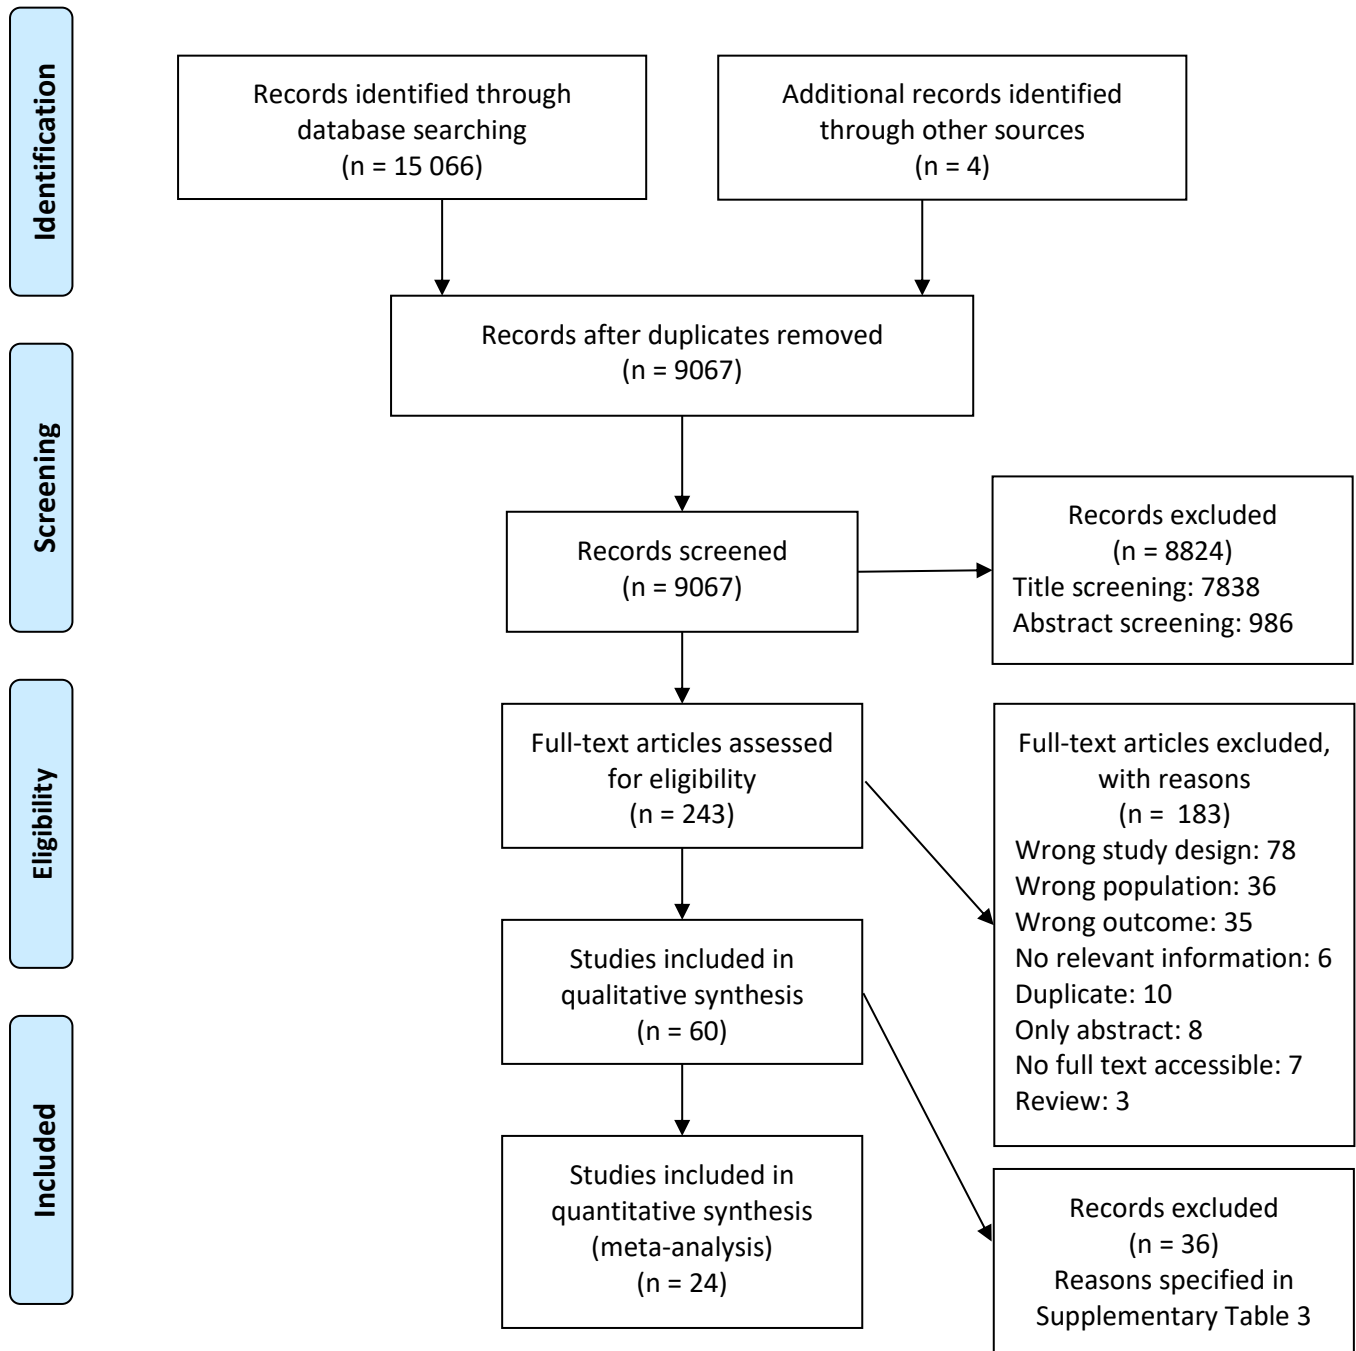 Identification
Records identified through
database searching
(n = 15 066)
Additional records identified
through other sources
(n = 4)
Records after duplicates removed
(n = 9067)
Screening
Records screened
(n = 9067)
Records excluded
(n = 8824)
Title screening: 7838
Abstract screening: 986
Eligibility
Full-text articles assessed
for eligibility
(n = 243)
Full-text articles excluded,
with reasons
(n = 183)
Wrong study design: 78
Wrong population: 36
Wrong outcome: 35
No relevant information: 6
Duplicate: 10
Only abstract: 8
No full text accessible: 7
Review: 3
Studies included in
qualitative synthesis
(n = 60)
Included
Studies included in
quantitative synthesis
(meta-analysis)
(n = 24)
Records excluded
(n = 36)
Reasons specified in
Supplementary Table 3